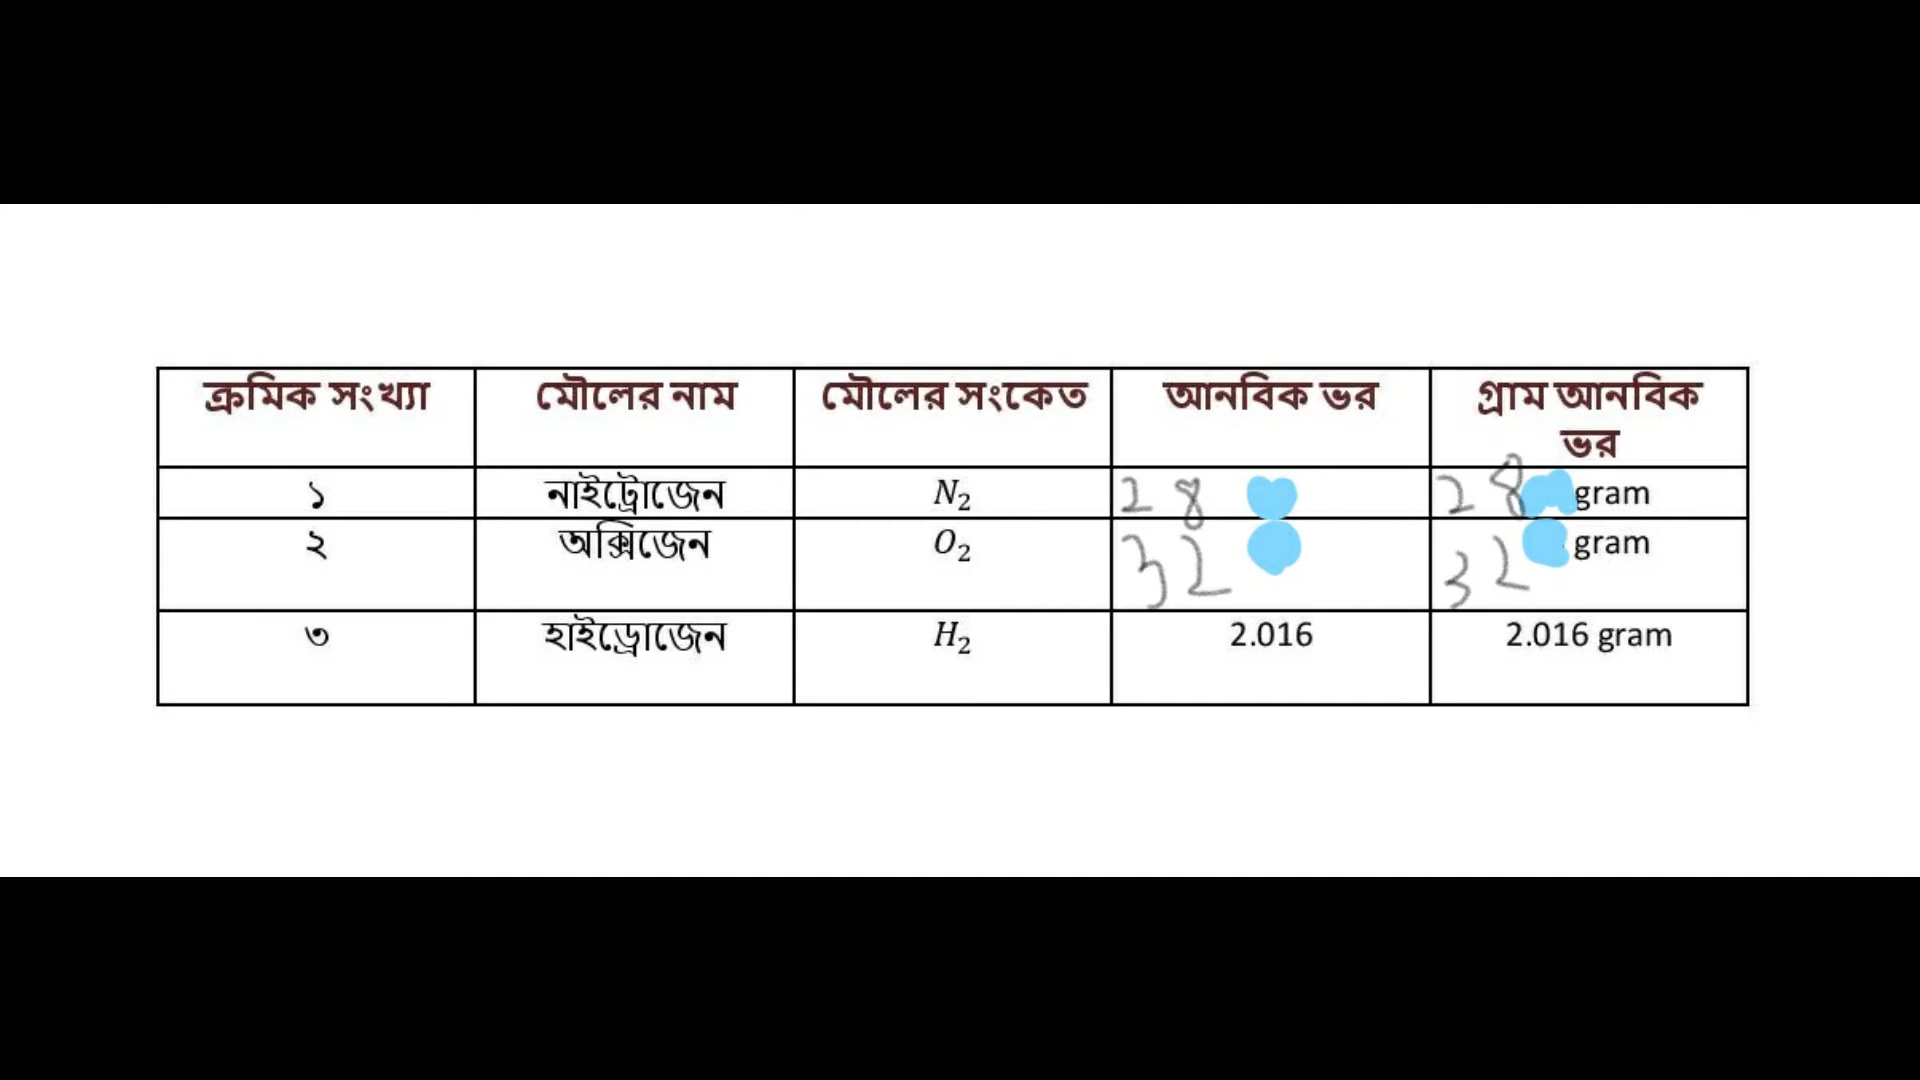 ক্রমিক সংখ্যা মৌলের নাম মৌলের সংকেত আনবিক ভর গ্রাম আনবিক
ভর
১ নাইট্রোজেন N₂ 28 28 gram
২ অক্সিজেন O₂ 32 32 gram
৩ হাইড্রোজেন H₂ 2.016 2.016 gram